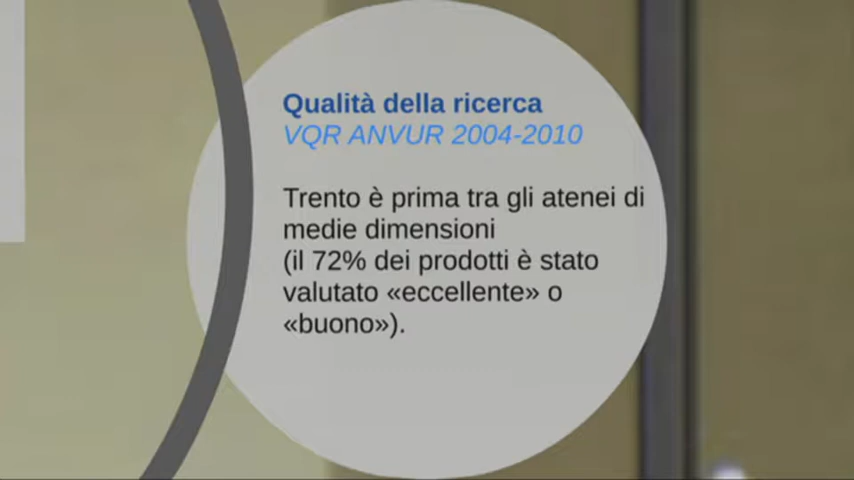 Qualità della ricerca
VQR ANVUR 2004-2010
Trento è prima tra gli atenei di
medie dimensioni
(il 72% dei prodotti è stato
valutato «eccellente» o
«buono»).